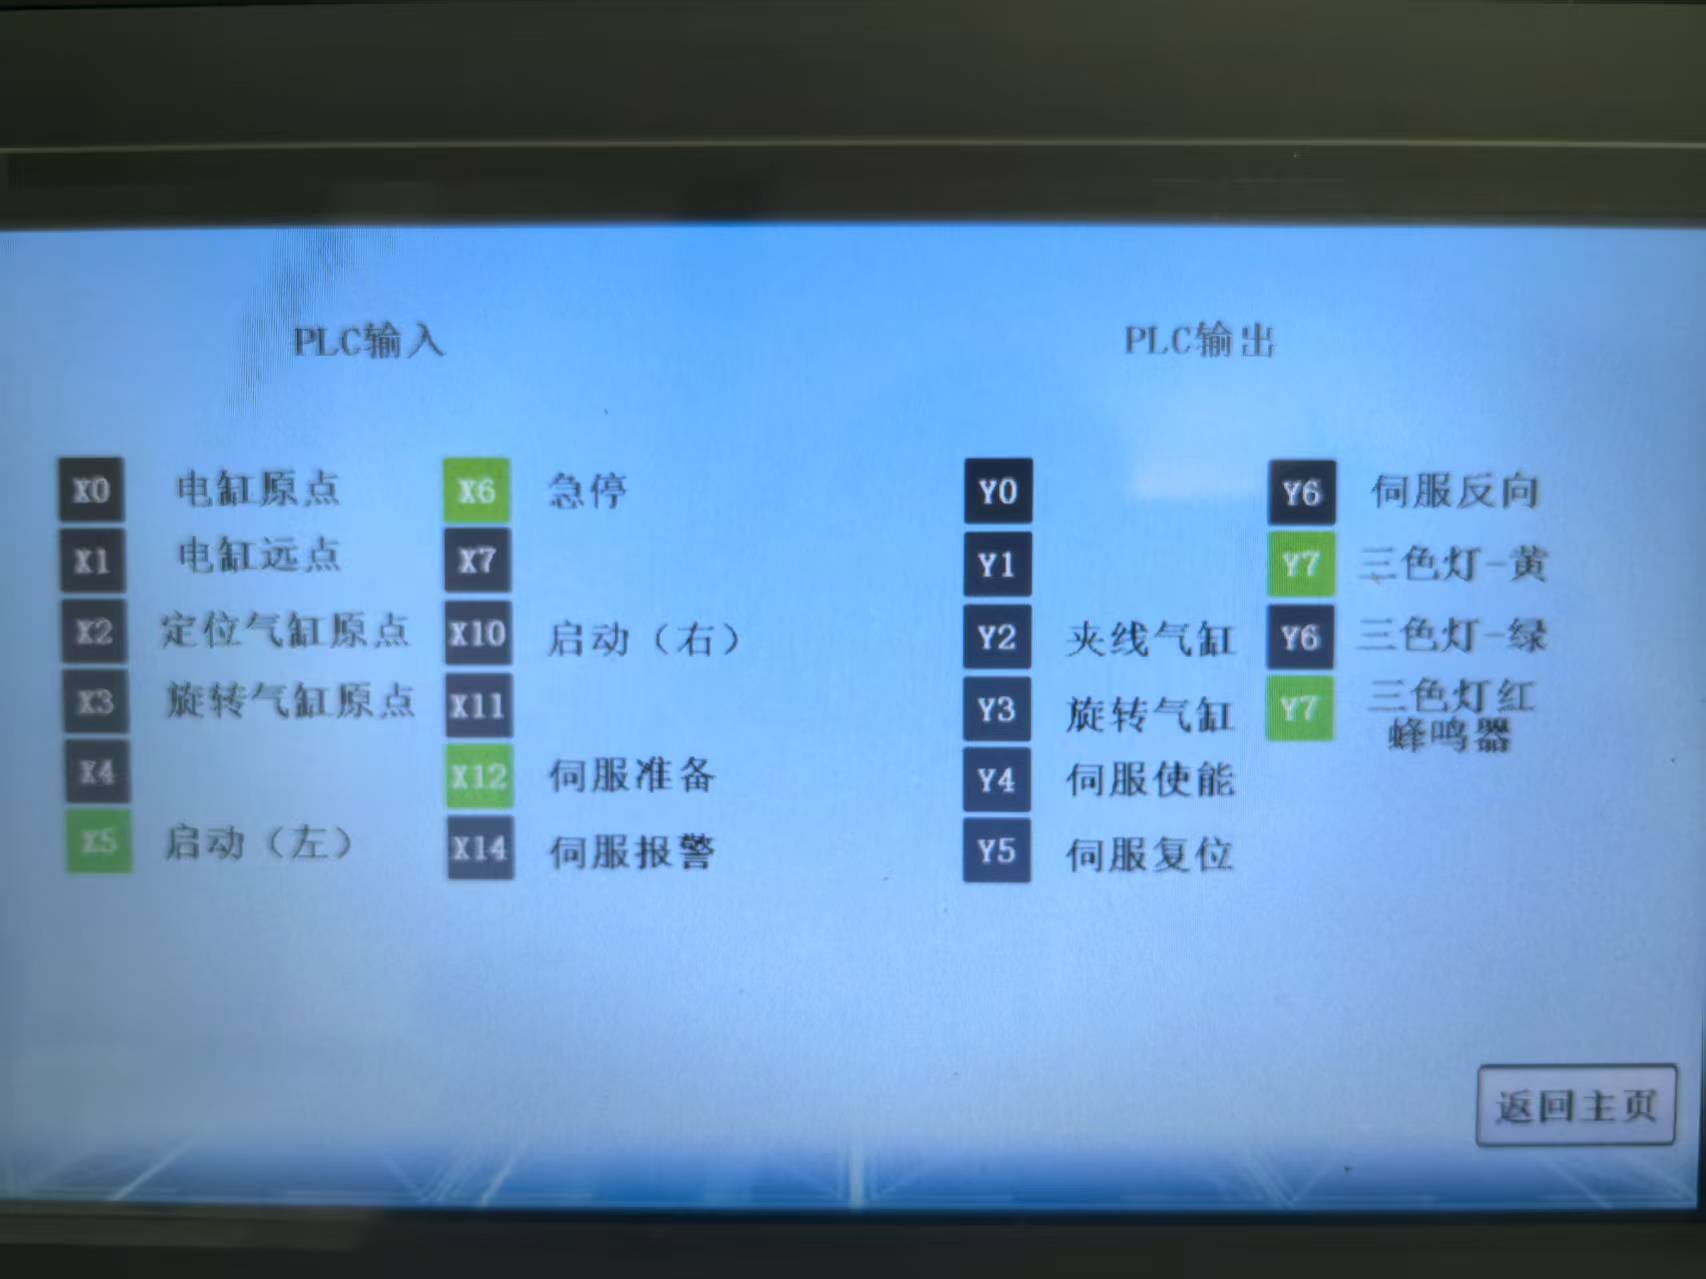 PLC输入
X0 电缸原点
X1 电缸远点
X2 定位气缸原点
X3 旋转气缸原点
X4
X5 启动（左）
X6 急停
X7
X10 启动（右）
X11
X12 伺服准备
X14 伺服报警
PLC输出
Y0
Y1
Y2 夹线气缸
Y3 旋转气缸
Y4 伺服使能
Y5 伺服复位
Y6 伺服反向
Y7 三色灯-黄
Y6 三色灯-绿
Y7 三色灯红
蜂鸣器
返回主页